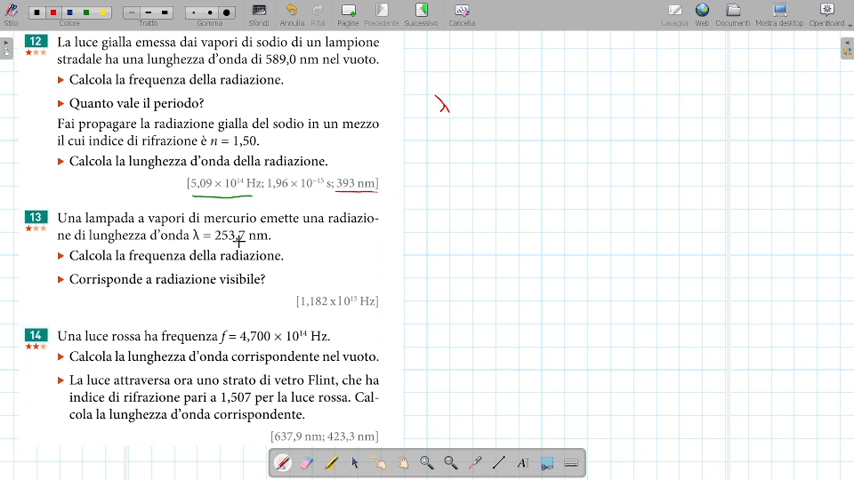 Stilo
Colore
Tratto
Gomma
Sfondi
Annulla
Rifai
Pagine
Precedente
Successivo
Cancella
Lavagna
Web
Documenti
Mostra desktop
OpenBoard
12
La luce gialla emessa dai vapori di sodio di un lampione
stradale ha una lunghezza d’onda di 589,0 nm nel vuoto.
▶ Calcola la frequenza della radiazione.
▶ Quanto vale il periodo?
Fai propagare la radiazione gialla del sodio in un mezzo
il cui indice di rifrazione è n = 1,50.
▶ Calcola la lunghezza d’onda della radiazione.
[5,09 × 10¹⁴ Hz; 1,96 × 10⁻¹⁵ s; 393 nm]
λ
13
Una lampada a vapori di mercurio emette una radiazio-
ne di lunghezza d’onda λ = 253,7 nm.
▶ Calcola la frequenza della radiazione.
▶ Corrisponde a radiazione visibile?
[1,182 x 10¹⁵ Hz]
14
Una luce rossa ha frequenza f = 4,700 × 10¹⁴ Hz.
▶ Calcola la lunghezza d’onda corrispondente nel vuoto.
▶ La luce attraversa ora uno strato di vetro Flint, che ha
indice di rifrazione pari a 1,507 per la luce rossa. Cal-
cola la lunghezza d’onda corrispondente.
[637,9 nm; 423,3 nm]